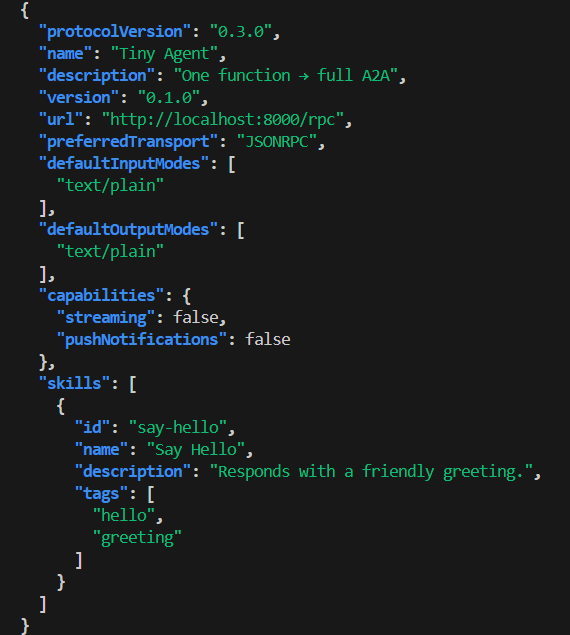 {
  "protocolVersion": "0.3.0",
  "name": "Tiny Agent",
  "description": "One function → full A2A",
  "version": "0.1.0",
  "url": "http://localhost:8000/rpc",
  "preferredTransport": "JSONRPC",
  "defaultInputModes": [
    "text/plain"
  ],
  "defaultOutputModes": [
    "text/plain"
  ],
  "capabilities": {
    "streaming": false,
    "pushNotifications": false
  },
  "skills": [
    {
      "id": "say-hello",
      "name": "Say Hello",
      "description": "Responds with a friendly greeting.",
      "tags": [
        "hello",
        "greeting"
      ]
    }
  ]
}